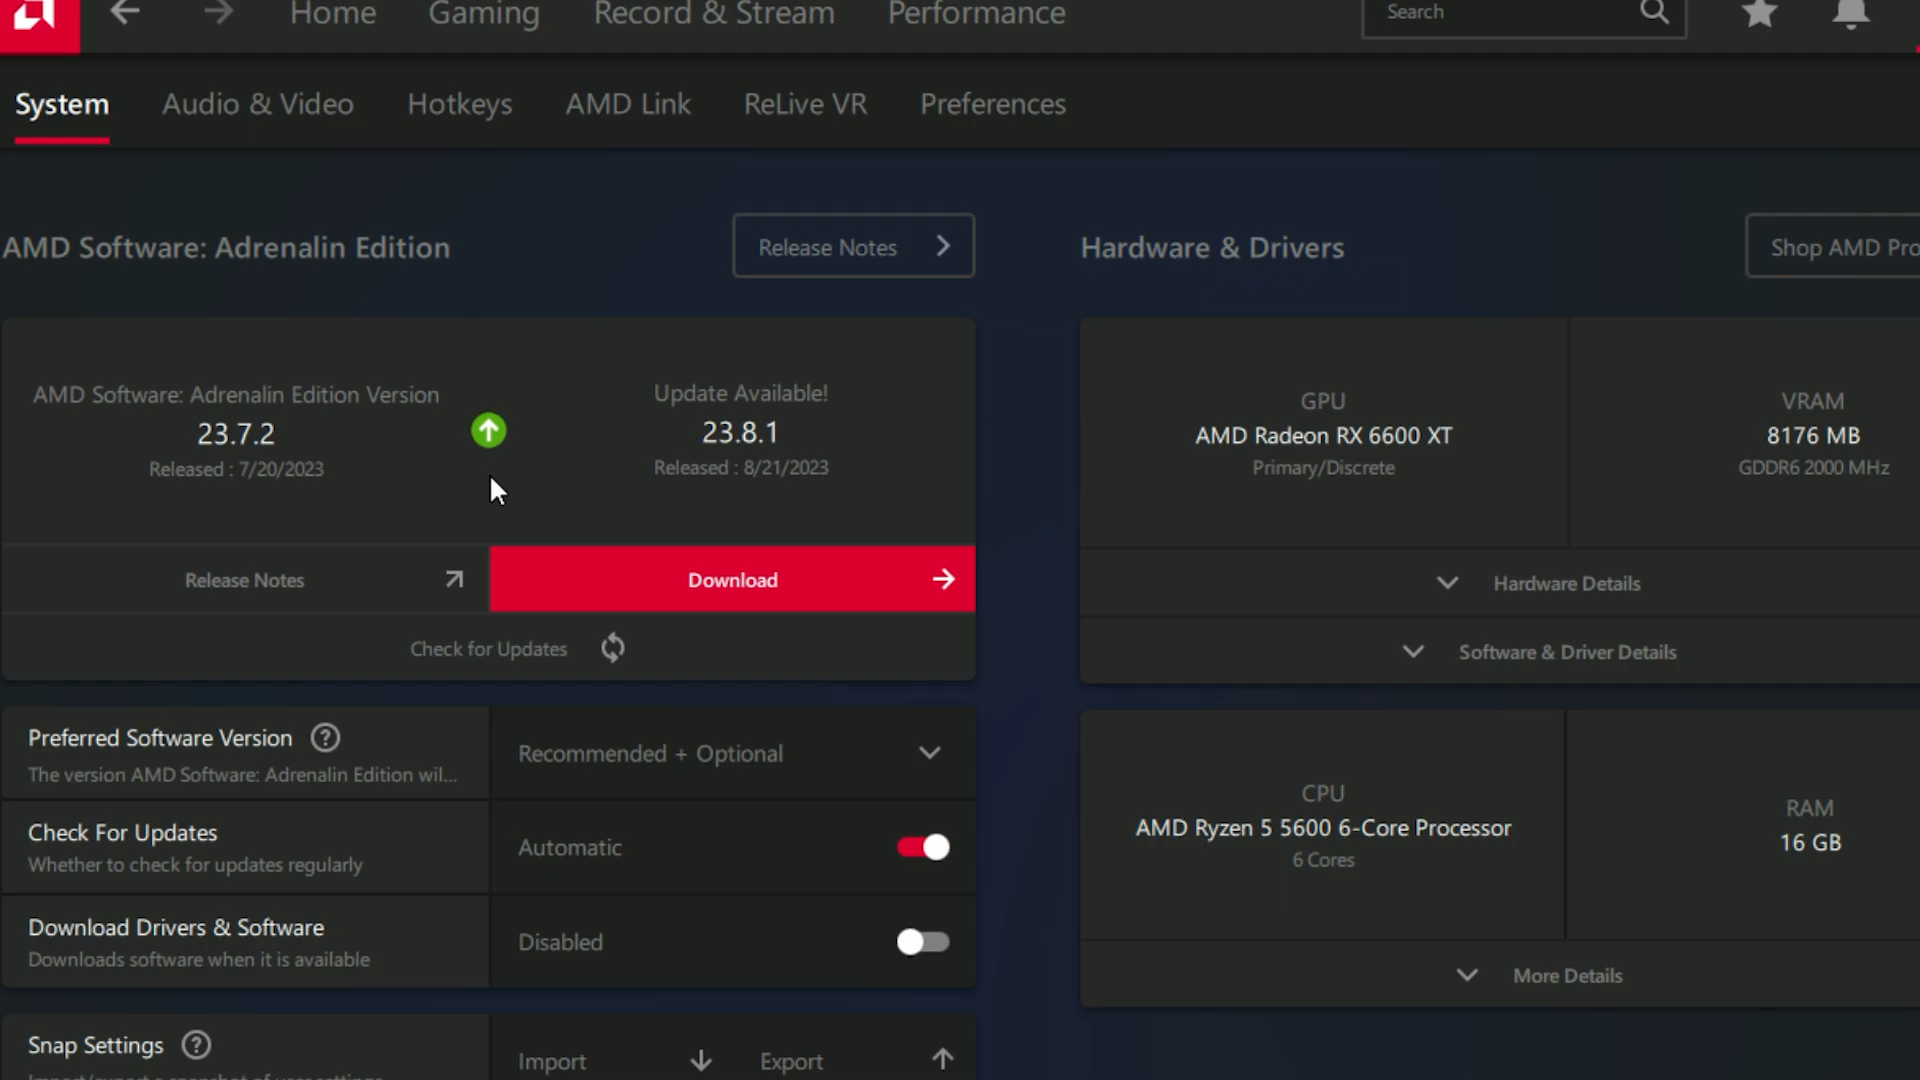 Home
Gaming
Record & Stream
Performance
Search
System
Audio & Video
Hotkeys
AMD Link
ReLive VR
Preferences
AMD Software: Adrenalin Edition
Release Notes
Hardware & Drivers
Shop AMD Pro
AMD Software: Adrenalin Edition Version
23.7.2
Released : 7/20/2023
Update Available!
23.8.1
Released : 8/21/2023
GPU
AMD Radeon RX 6600 XT
Primary/Discrete
VRAM
8176 MB
GDDR6 2000 MHz
Release Notes
Download
Check for Updates
Hardware Details
Software & Driver Details
Preferred Software Version
The version AMD Software: Adrenalin Edition wil...
Recommended + Optional
Check For Updates
Whether to check for updates regularly
Automatic
Download Drivers & Software
Downloads software when it is available
Disabled
CPU
AMD Ryzen 5 5600 6-Core Processor
6 Cores
RAM
16 GB
More Details
Snap Settings
Import
Export